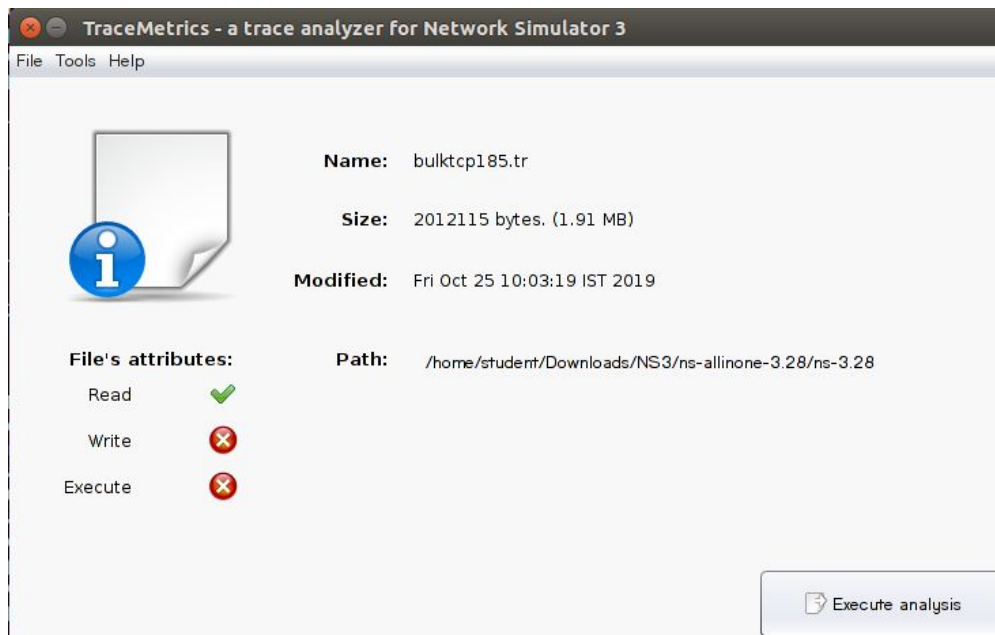 TraceMetrics - a trace analyzer for Network Simulator 3
File Tools Help
Name: bulktcp185.tr
Size: 2012115 bytes. (1.91 MB)
Modified: Fri Oct 25 10:03:19 IST 2019
File's attributes: Path: /home/student/Downloads/NS3/ns-allinone-3.28/ns-3.28
Read
Write
Execute
Execute analysis